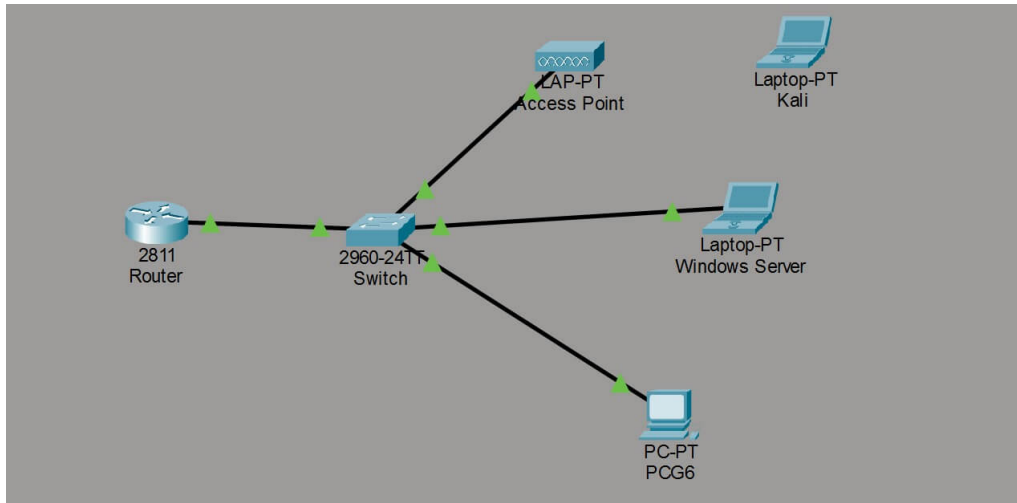 LAP-PT
Access Point
Laptop-PT
Kali
2811
Router
2960-24TT
Switch
Laptop-PT
Windows Server
PC-PT
PCG6